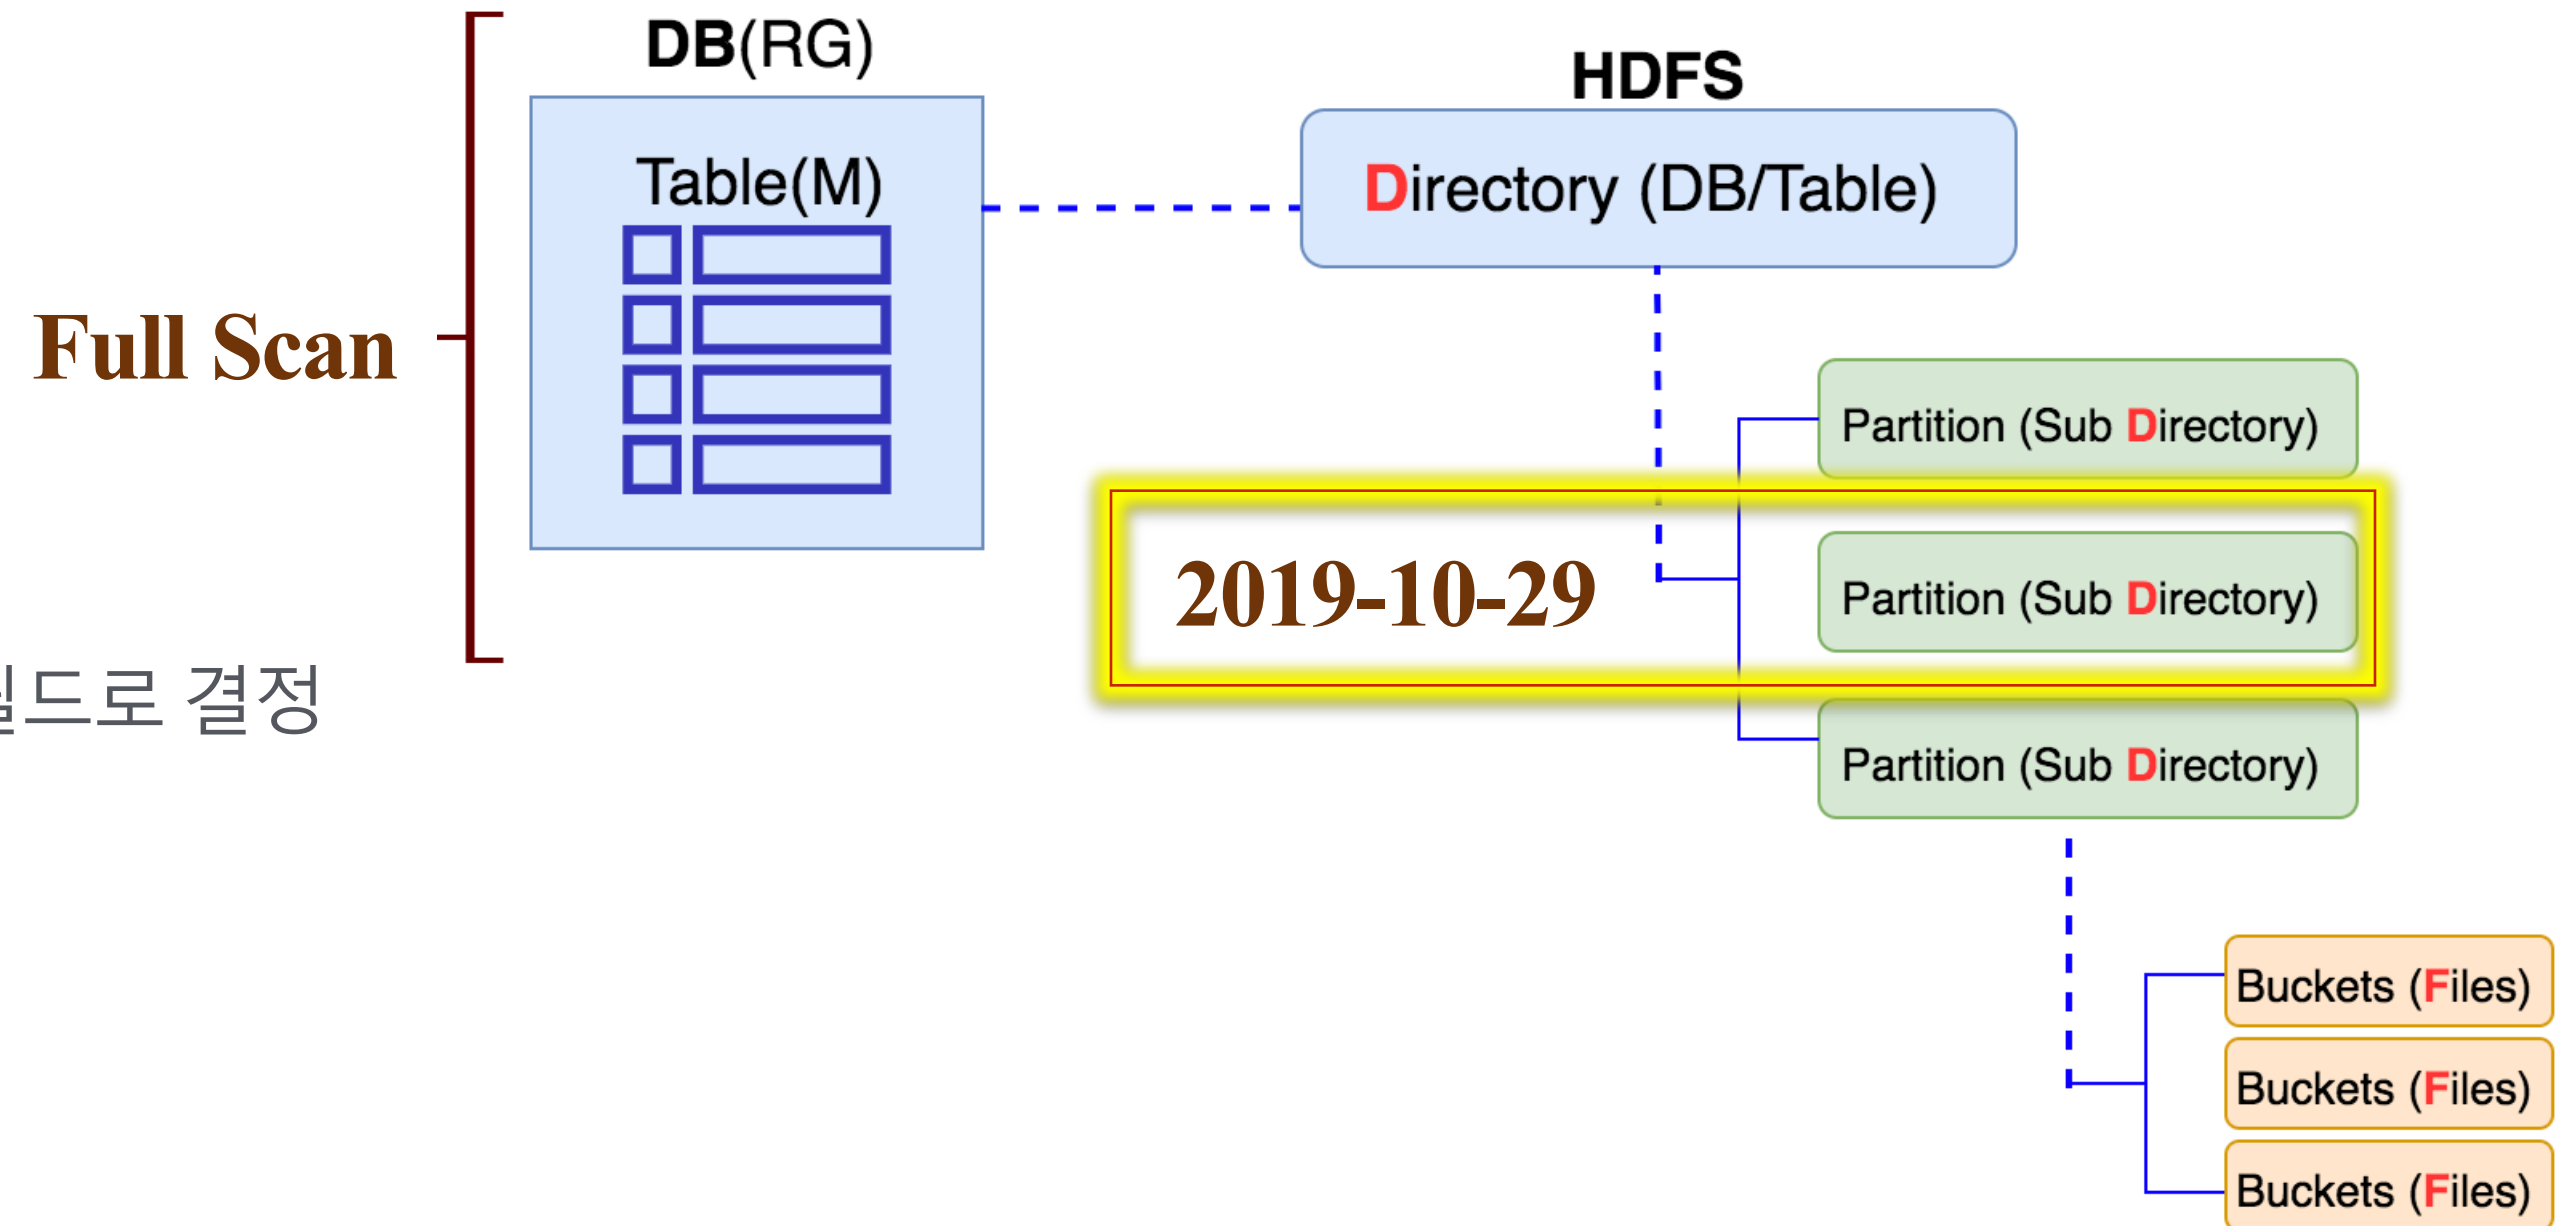 DB(RG)
Table(M)
Full Scan
HDFS
Directory (DB/Table)
Partition (Sub Directory)
2019-10-29
Partition (Sub Directory)
Partition (Sub Directory)
드로 결정
Buckets (Files)
Buckets (Files)
Buckets (Files)